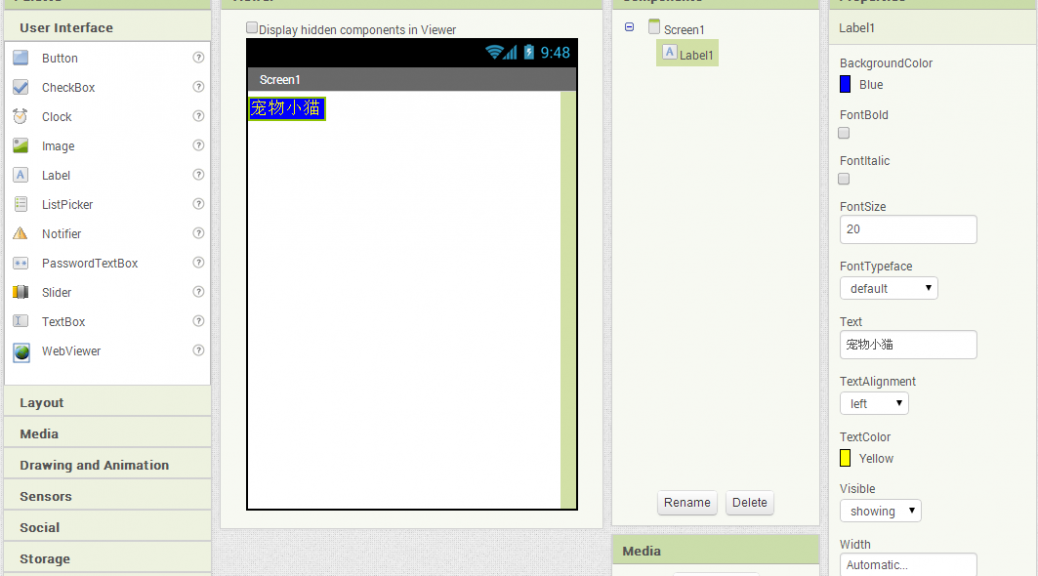 User Interface
Button
CheckBox
Clock
Image
Label
ListPicker
Notifier
PasswordTextBox
Slider
TextBox
WebViewer
Layout
Media
Drawing and Animation
Sensors
Social
Storage
Display hidden components in Viewer
9:48
Screen1
宠物小猫
Components
Screen1
Label1
Rename
Delete
Media
Properties
Label1
BackgroundColor
Blue
FontBold
FontItalic
FontSize
20
FontTypeface
default
Text
宠物小猫
TextAlignment
left
TextColor
Yellow
Visible
showing
Width
Automatic...